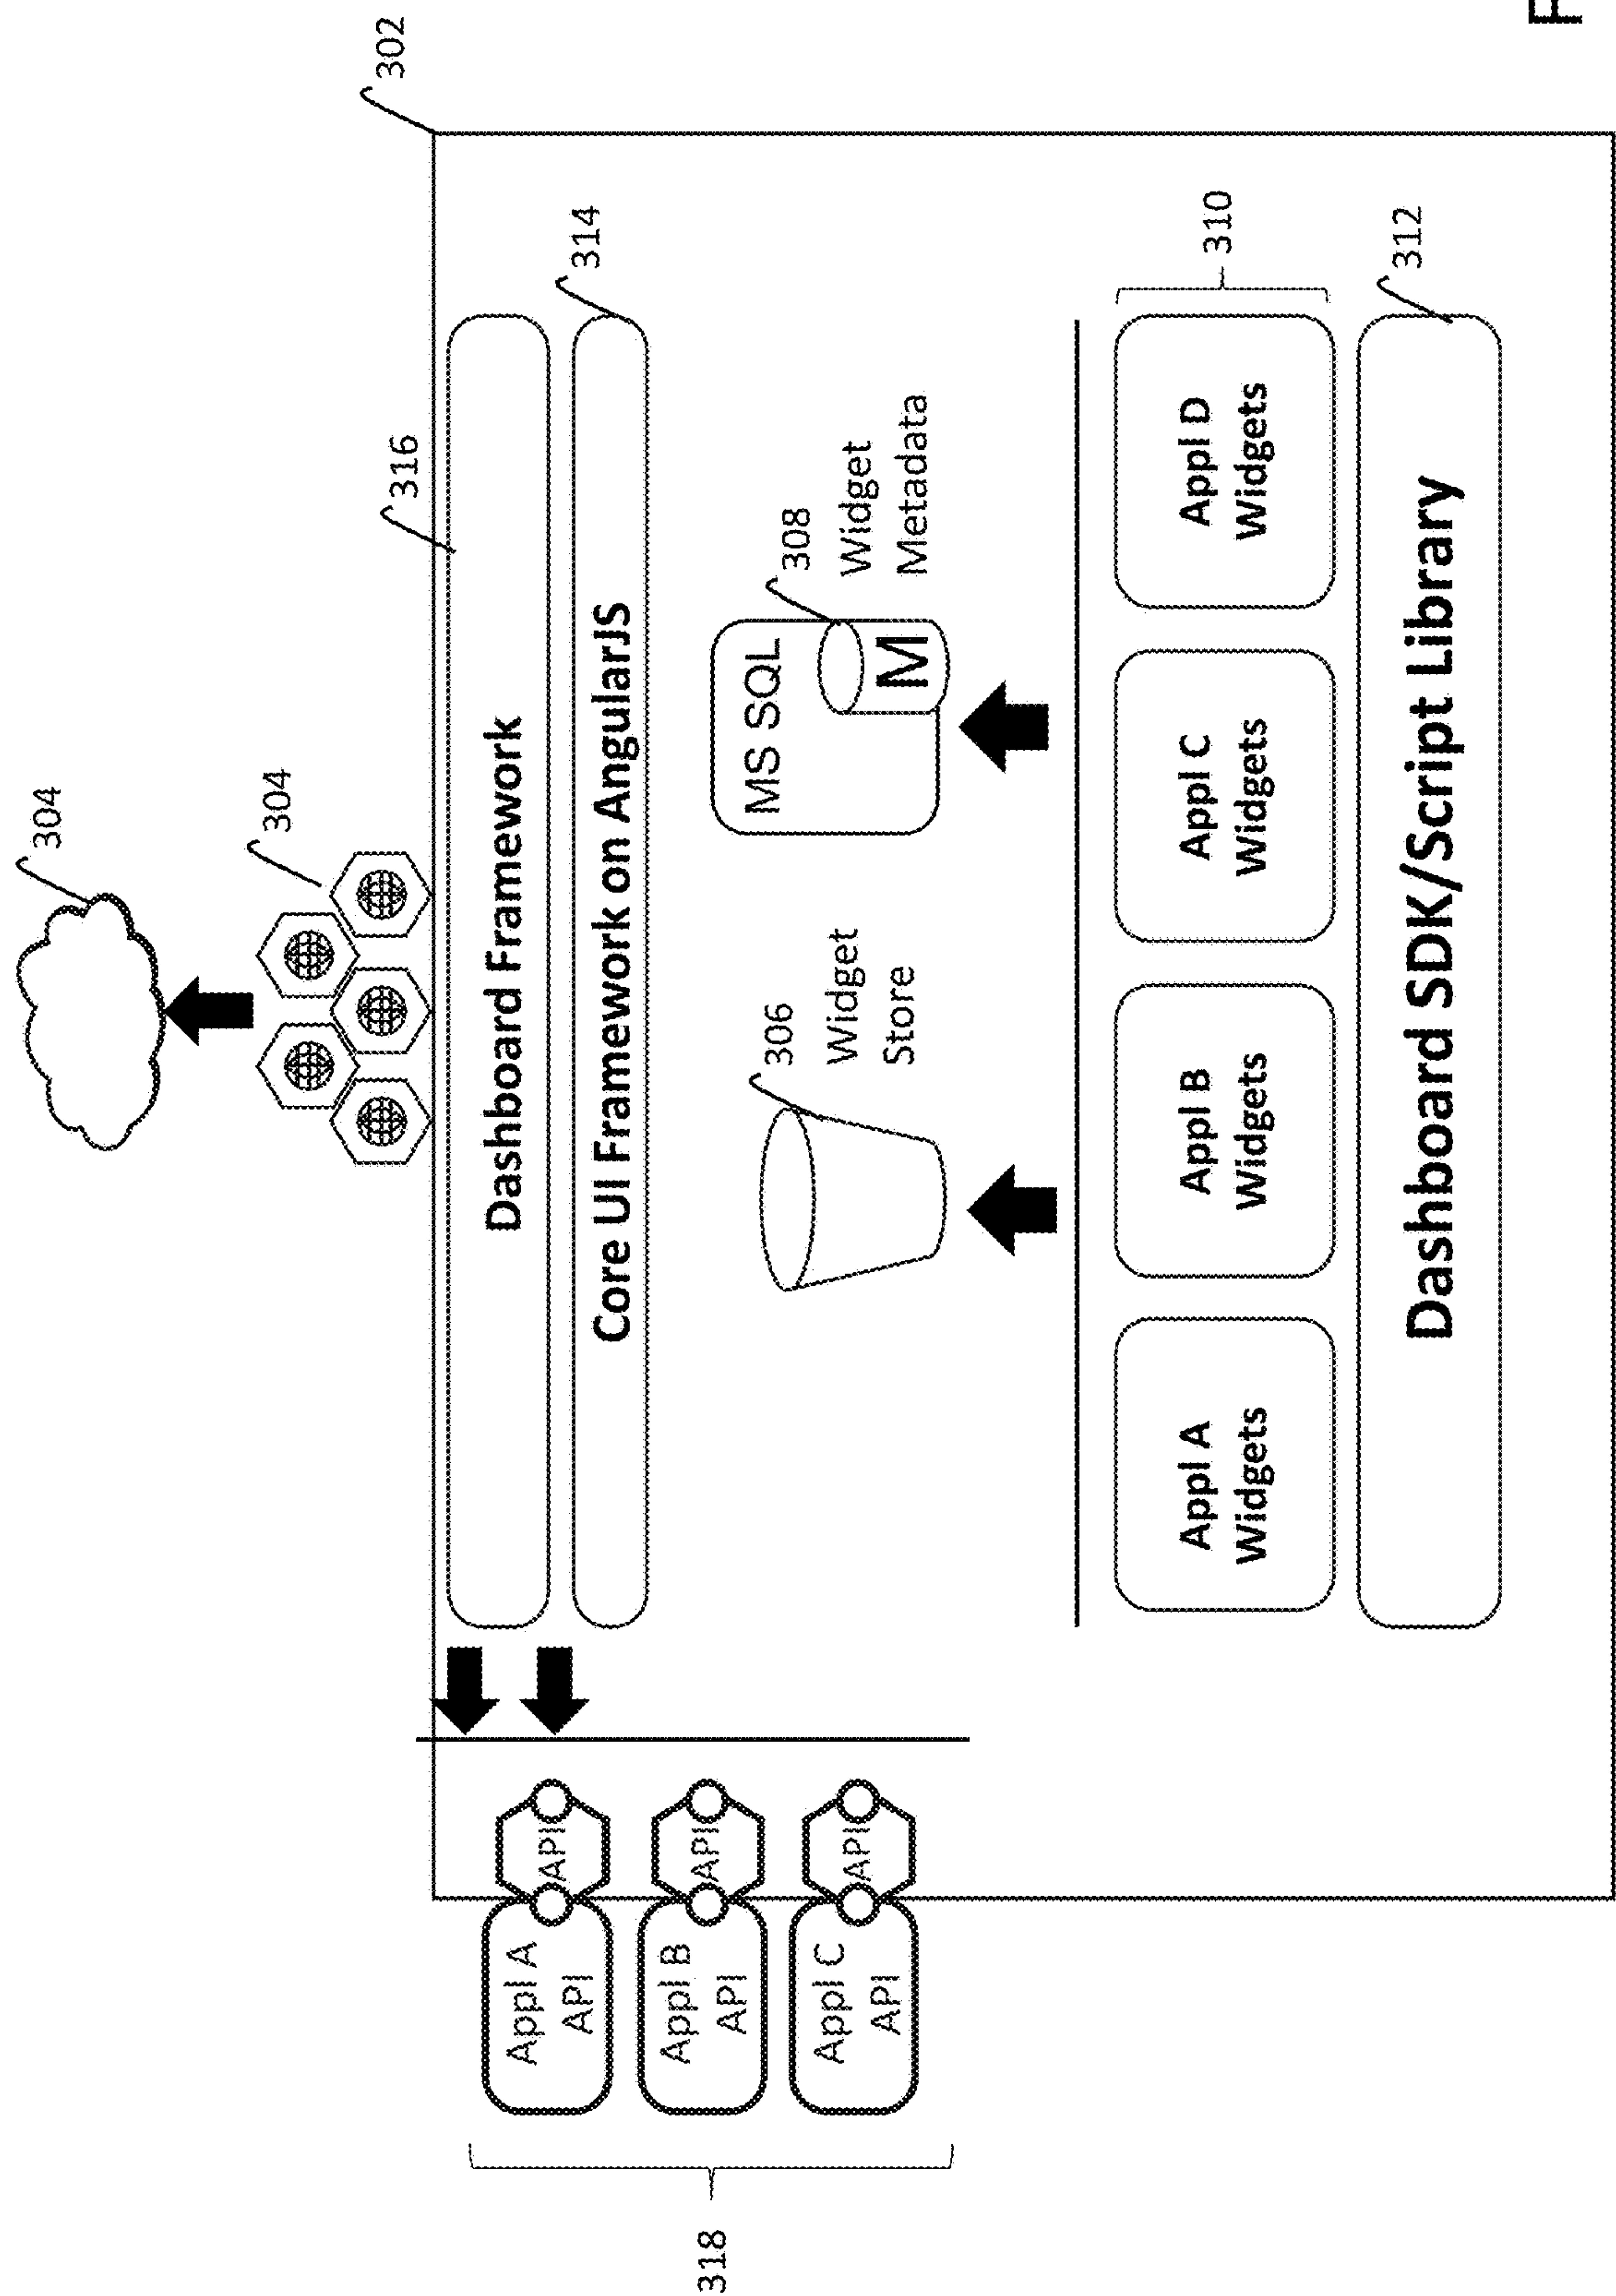 304
304
302
316
Dashboard Framework
314
Core UI Framework on AngularJS
318
Appl A
API
API
Appl B
API
API
Appl C
API
API
306
Widget
Store
MS SQL
M
308
Widget
Metadata
Appl A
Widgets
Appl B
Widgets
Appl C
Widgets
Appl D
Widgets
310
Dashboard SDK/Script Library
312